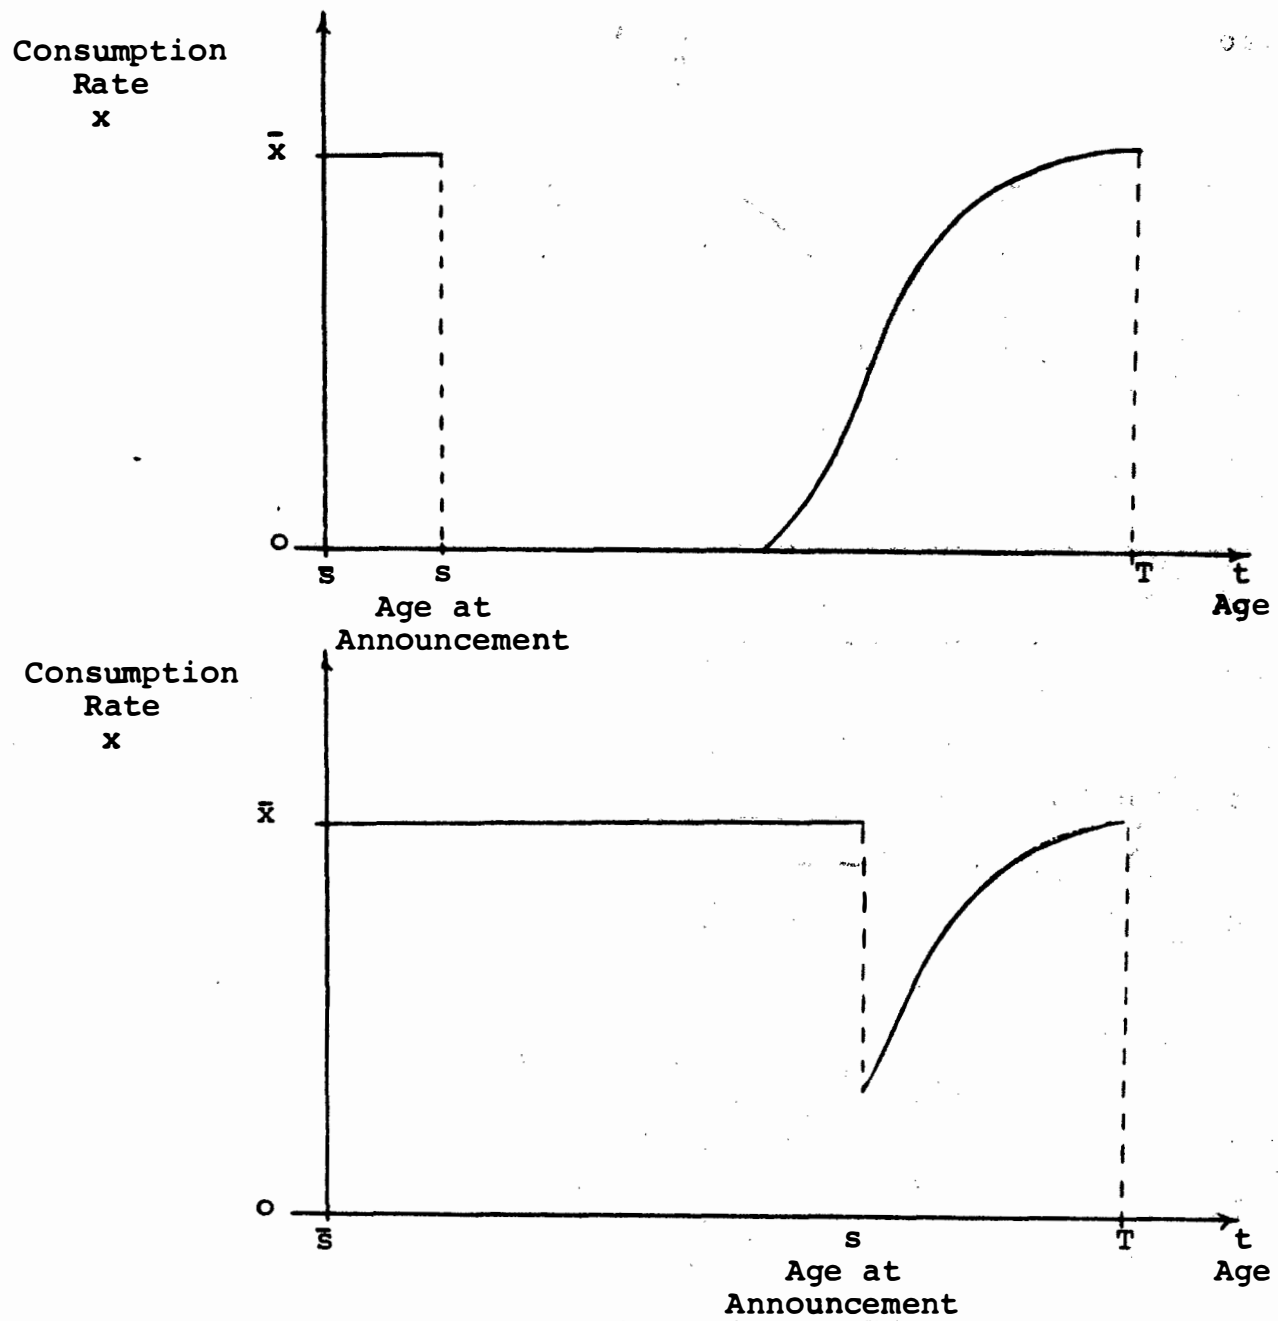 Consumption
Rate
x
x̄
o
s̄
s
T
t
Age at
Announcement
Age
Consumption
Rate
x
x̄
o
s̄
s
T
t
Age at
Announcement
Age